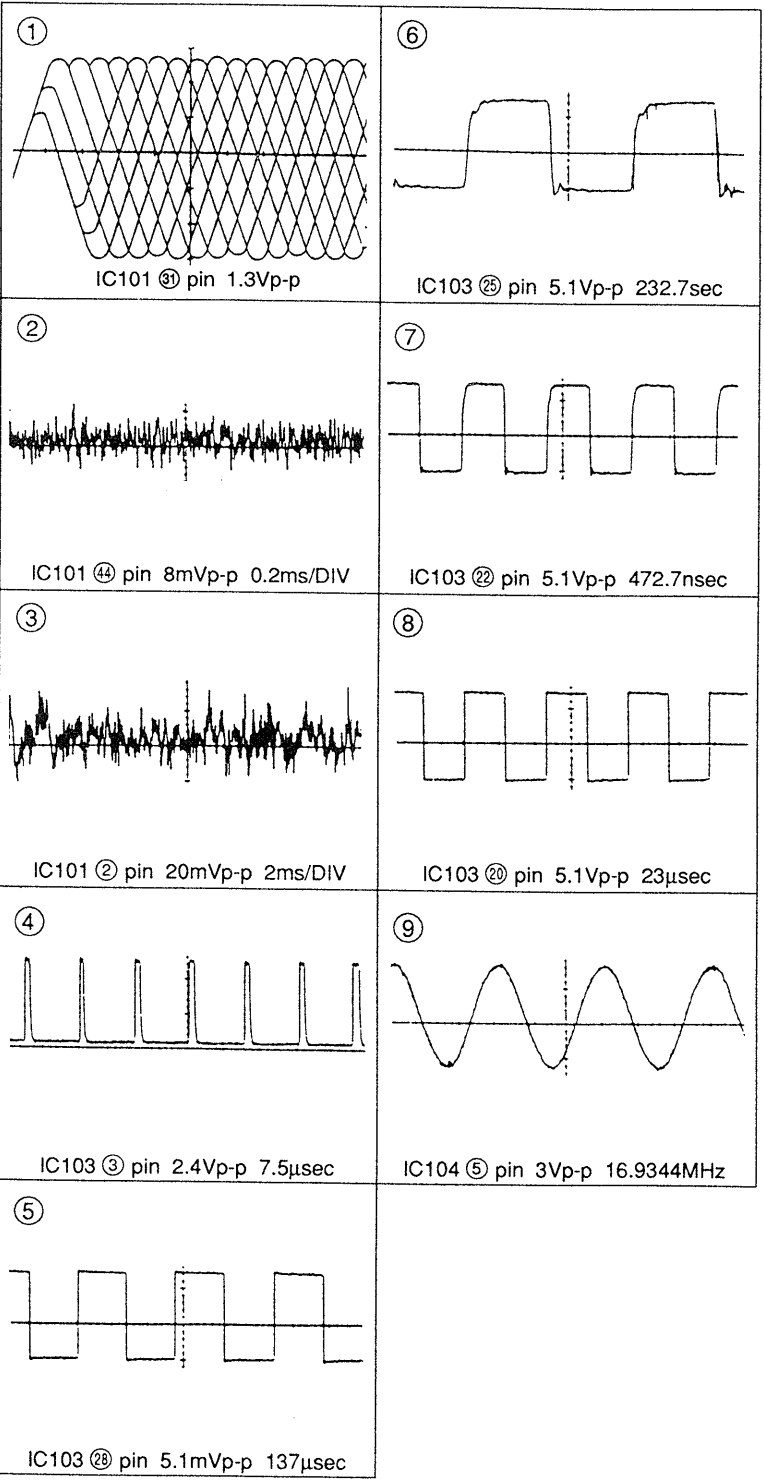 ①
IC101 ㉛ pin 1.3Vp-p
②
IC101 ㊹ pin 8mVp-p 0.2ms/DIV
③
IC101 ② pin 20mVp-p 2ms/DIV
④
IC103 ③ pin 2.4Vp-p 7.5µsec
⑤
IC103 ㉘ pin 5.1mVp-p 137µsec
⑥
IC103 ㉕ pin 5.1Vp-p 232.7sec
⑦
IC103 ㉒ pin 5.1Vp-p 472.7nsec
⑧
IC103 ⑳ pin 5.1Vp-p 23µsec
⑨
IC104 ⑤ pin 3Vp-p 16.9344MHz